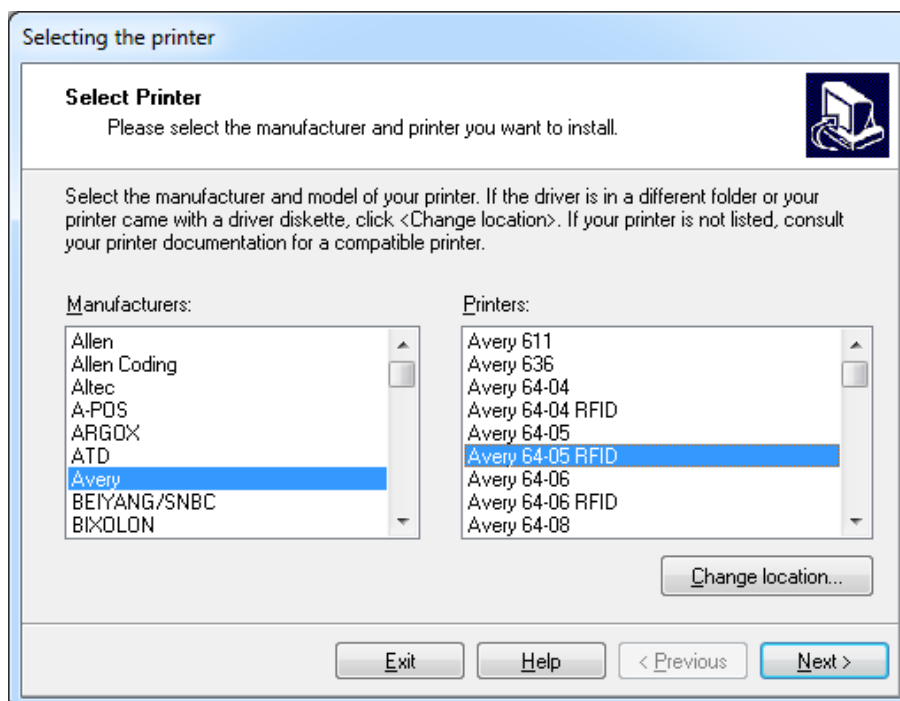 Selecting the printer
Select Printer
Please select the manufacturer and printer you want to install.
Select the manufacturer and model of your printer. If the driver is in a different folder or your
printer came with a driver diskette, click <Change location>. If your printer is not listed, consult
your printer documentation for a compatible printer.
Manufacturers:
Allen
Allen Coding
Altec
A-POS
ARGOX
ATD
Avery
BEIYANG/SNBC
BIXOLON
Printers:
Avery 611
Avery 636
Avery 64-04
Avery 64-04 RFID
Avery 64-05
Avery 64-05 RFID
Avery 64-06
Avery 64-06 RFID
Avery 64-08
Change location...
Exit
Help
< Previous
Next >